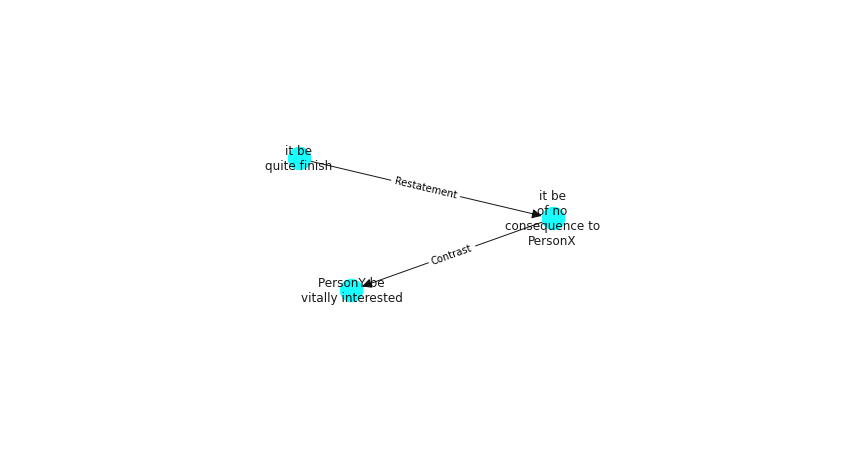 it be
quite finish
Restatement
it be
of no
consequence to
PersonX
Contrast
PersonY be
vitally interested